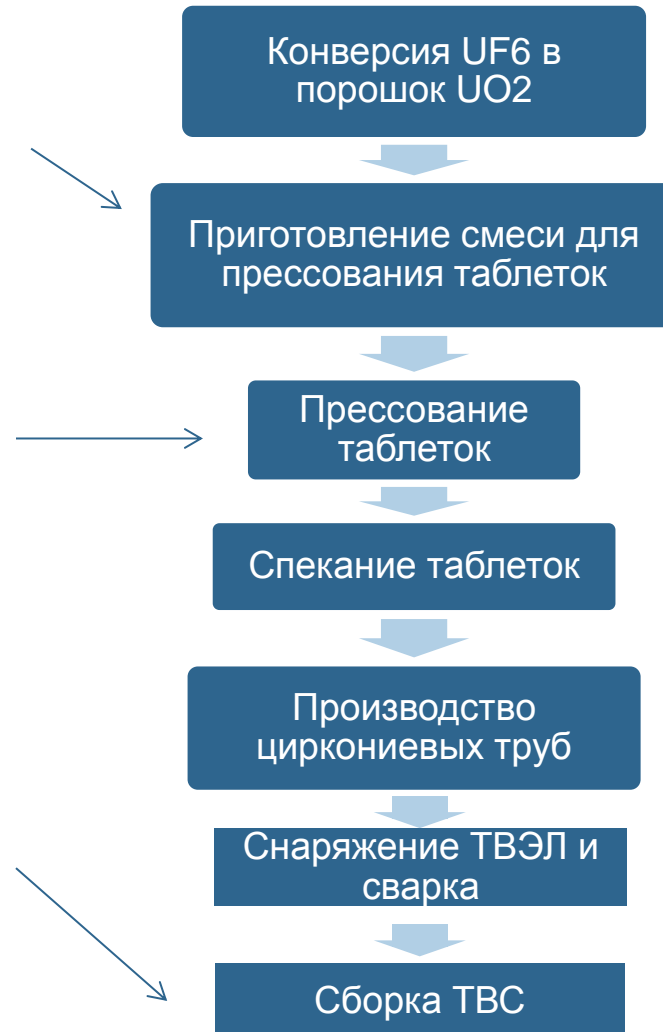 Конверсия UF6 в
порошок UO2
Приготовление смеси для
прессования таблеток
Прессование
таблеток
Спекание таблеток
Производство
циркониевых труб
Снаряжение ТВЭЛ и
сварка
Сборка ТВС